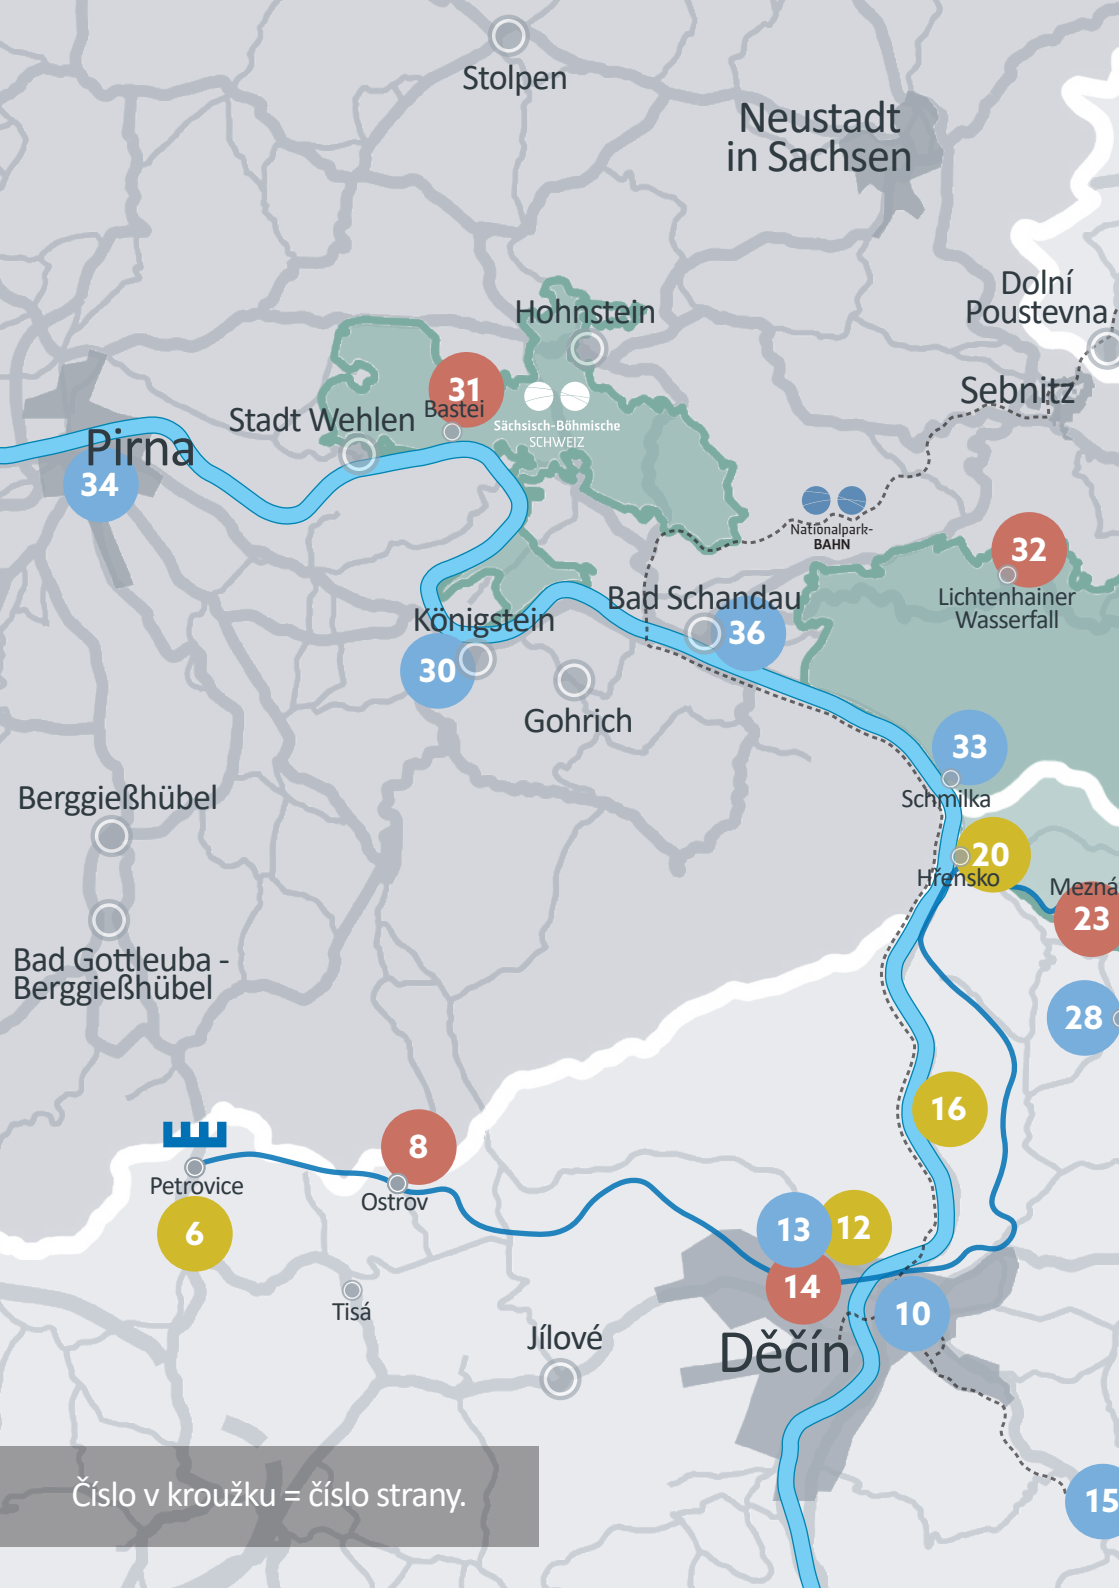 Stolpen
Neustadt
in Sachsen
Dolní
Poustevna
Hohnstein
Sebnitz
31
Bastei
Stadt Wehlen
Sächsisch-Böhmische
SCHWEIZ
Pirna
34
Nationalpark-
BAHN
32
Lichtenhainer
Wasserfall
Bad Schandau
36
Königstein
30
Gohrich
33
Schmilka
Berggießhübel
20
Hřensko
Mezná
23
Bad Gottleuba -
Berggießhübel
28
16
8
Petrovice
Ostrov
6
13
12
14
10
Tisá
Jílové
Děčín
15
Číslo v kroužku = číslo strany.